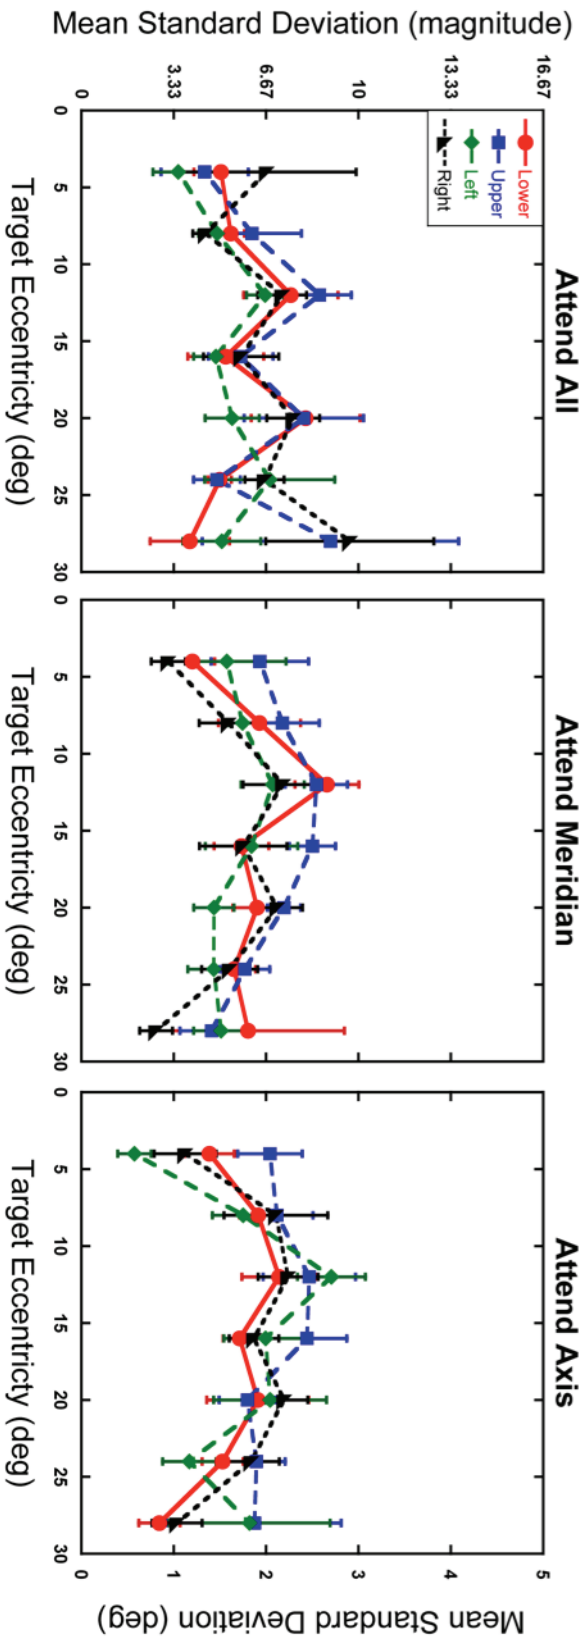 Attend All
Attend Meridian
Attend Axis
Mean Standard Deviation (magnitude)
16.67
13.33
10
6.67
3.33
0
Lower
Upper
Left
Right
5
4
3
2
1
0
Mean Standard Deviation (deg)
0 5 10 15 20 25 30
0 5 10 15 20 25 30
0 5 10 15 20 25 30
Target Eccentricty (deg)
Target Eccentricity (deg)
Target Eccentricity (deg)